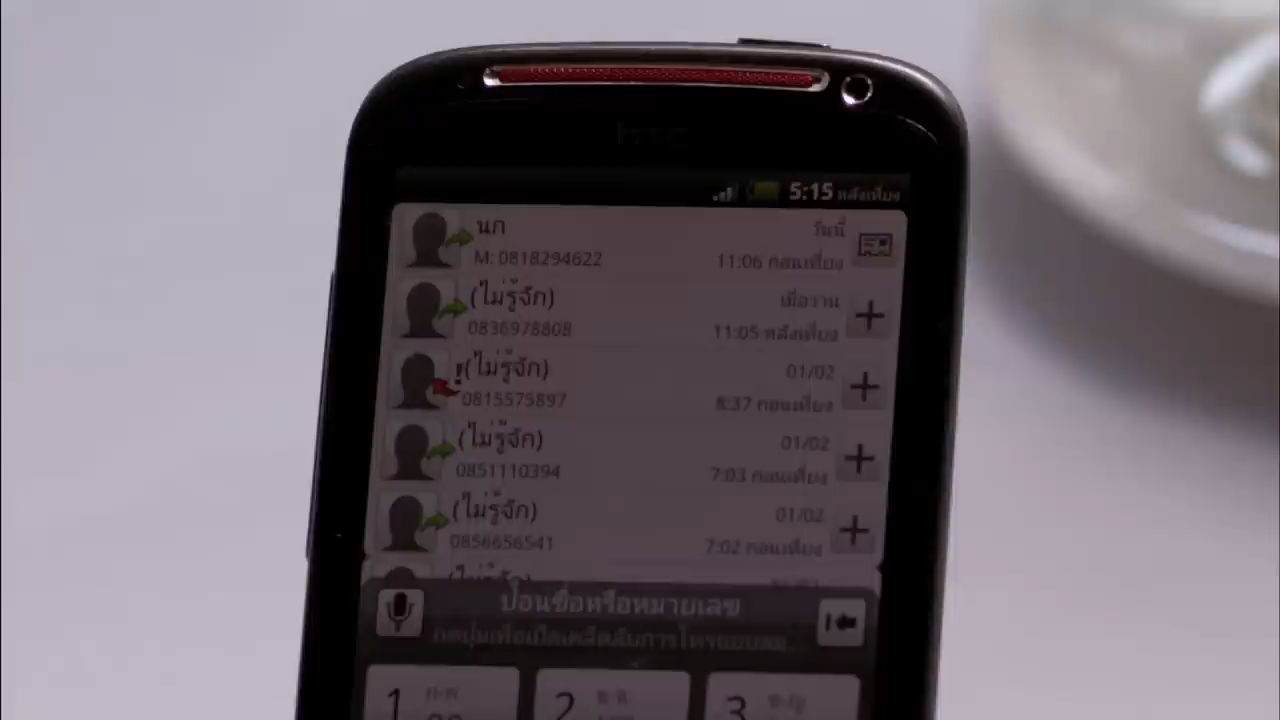 htc
5:15 หลังเที่ยง
นก วันนี้
M: 0818294622 11:06 ก่อนเที่ยง
(ไม่รู้จัก) เมื่อวาน
0836978808 11:05 หลังเที่ยง
(ไม่รู้จัก) 01/02
0815575897 8:37 ก่อนเที่ยง
(ไม่รู้จัก) 01/02
0851110394 7:03 ก่อนเที่ยง
(ไม่รู้จัก) 01/02
0856656541 7:02 ก่อนเที่ยง
(ไม่รู้จัก)
ป้อนชื่อหรือหมายเลข
1 2 3